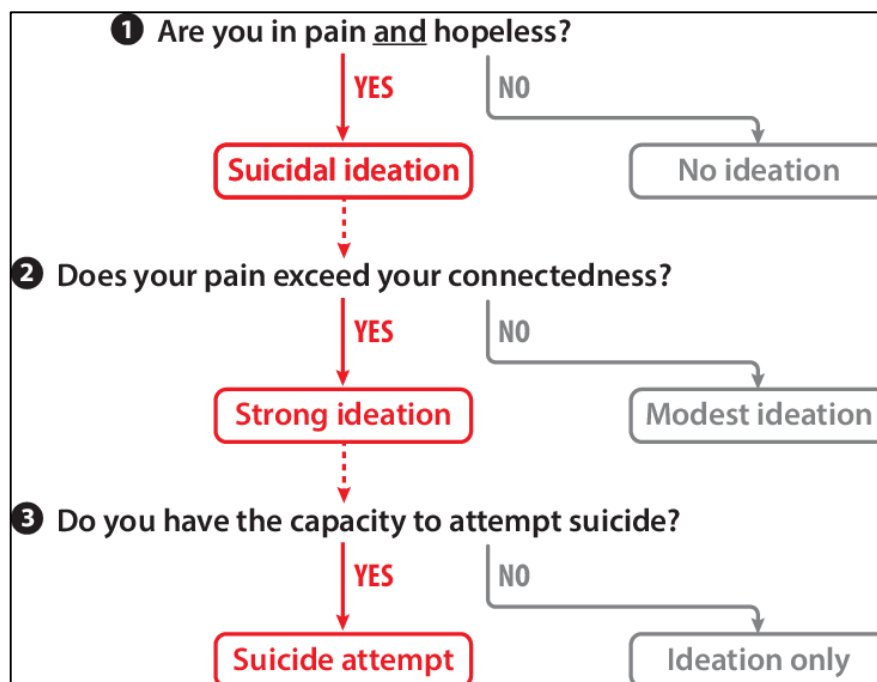 1 Are you in pain and hopeless?
YES NO
Suicidal ideation No ideation
2 Does your pain exceed your connectedness?
YES NO
Strong ideation Modest ideation
3 Do you have the capacity to attempt suicide?
YES NO
Suicide attempt Ideation only